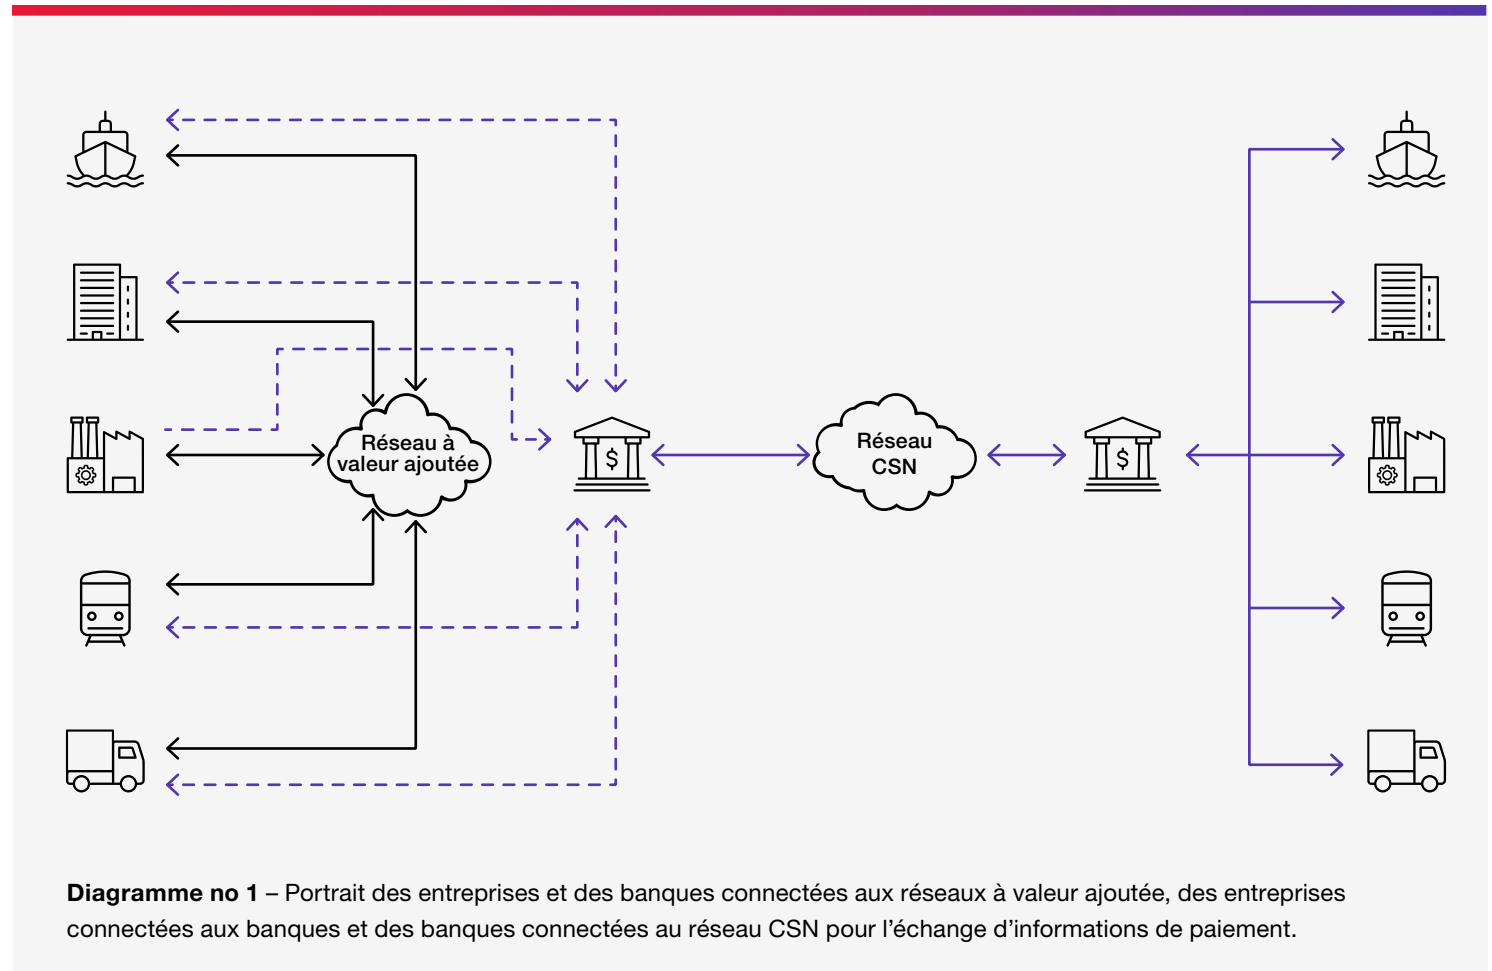 Réseau à
valeur ajoutée
$
Réseau
CSN
$
Diagramme no 1 – Portrait des entreprises et des banques connectées aux réseaux à valeur ajoutée, des entreprises
connectées aux banques et des banques connectées au réseau CSN pour l’échange d’informations de paiement.